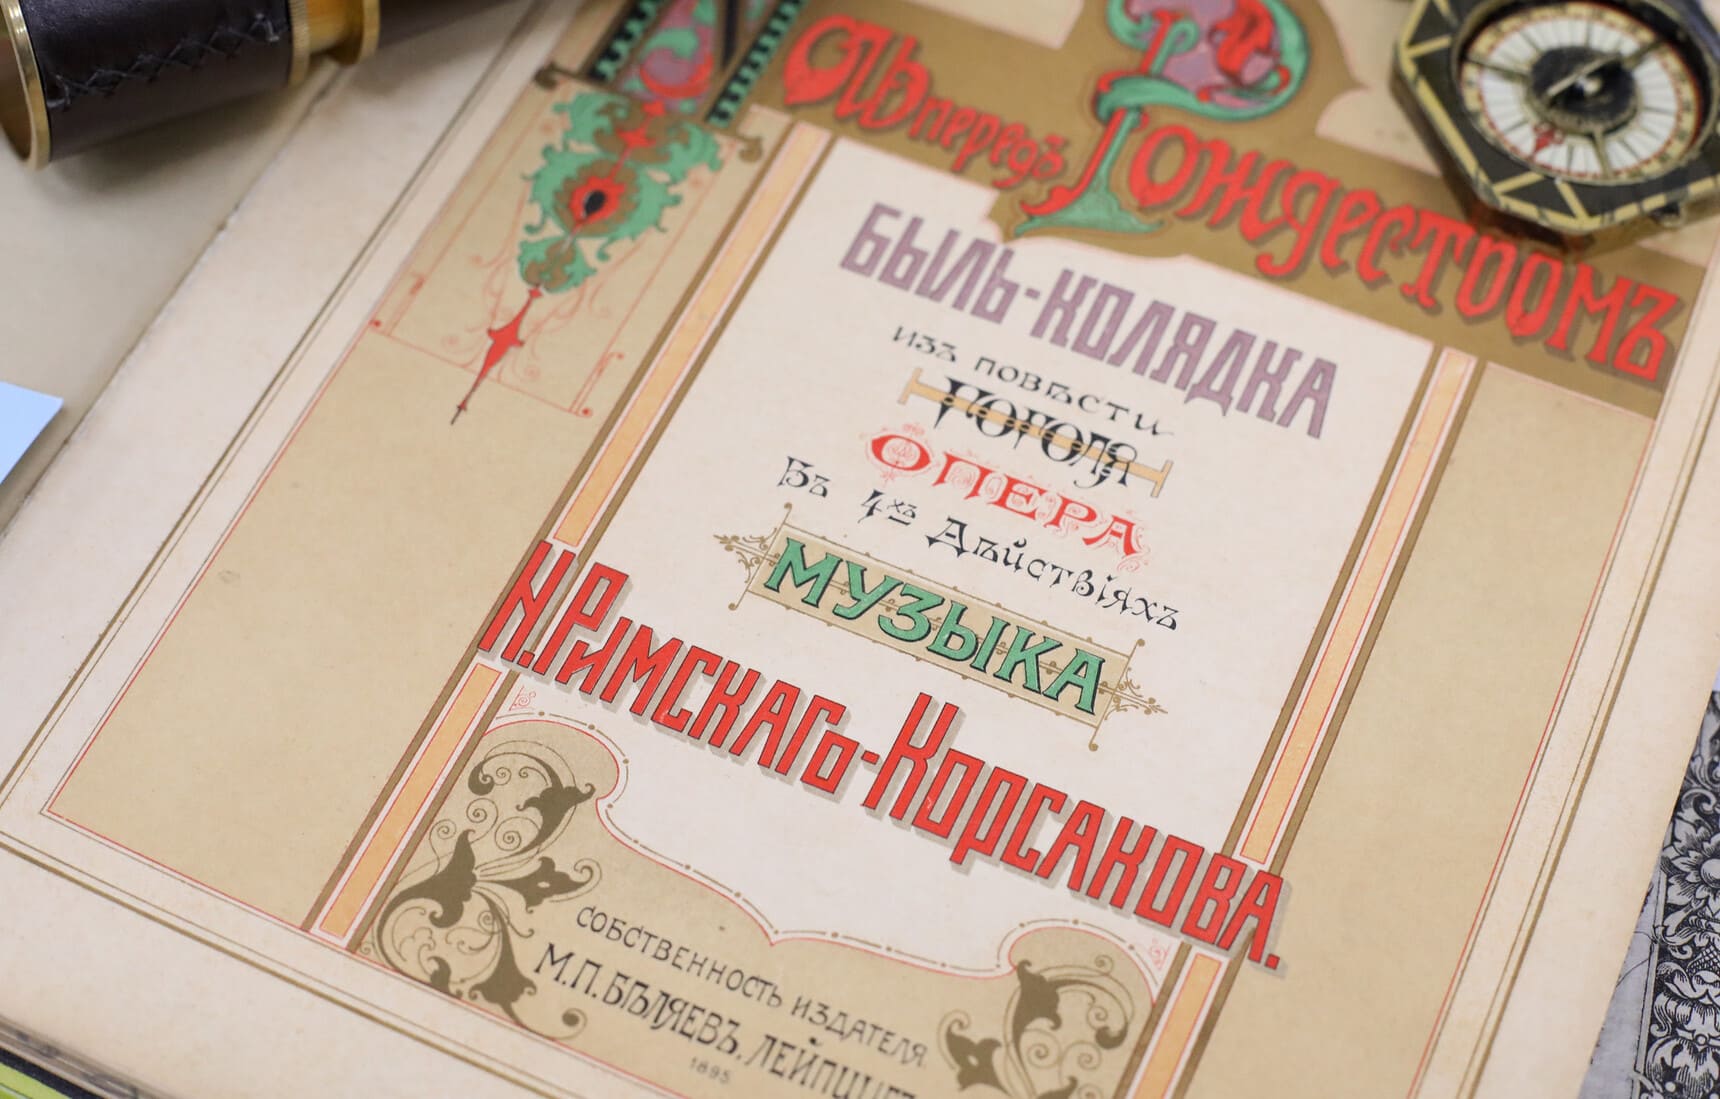 Ночь передъ Рождествомъ
БЫЛЬ-КОЛЯДКА
изъ повѣсти
ГОГОЛЯ
ОПЕРА
Въ 4хъ Дѣйствіяхъ
МУЗЫКА
Н. Римскаго-Корсакова.
СОБСТВЕННОСТЬ ИЗДАТЕЛЯ
М.П.БѢЛЯЕВЪ. ЛЕЙПЦИГЪ
1895